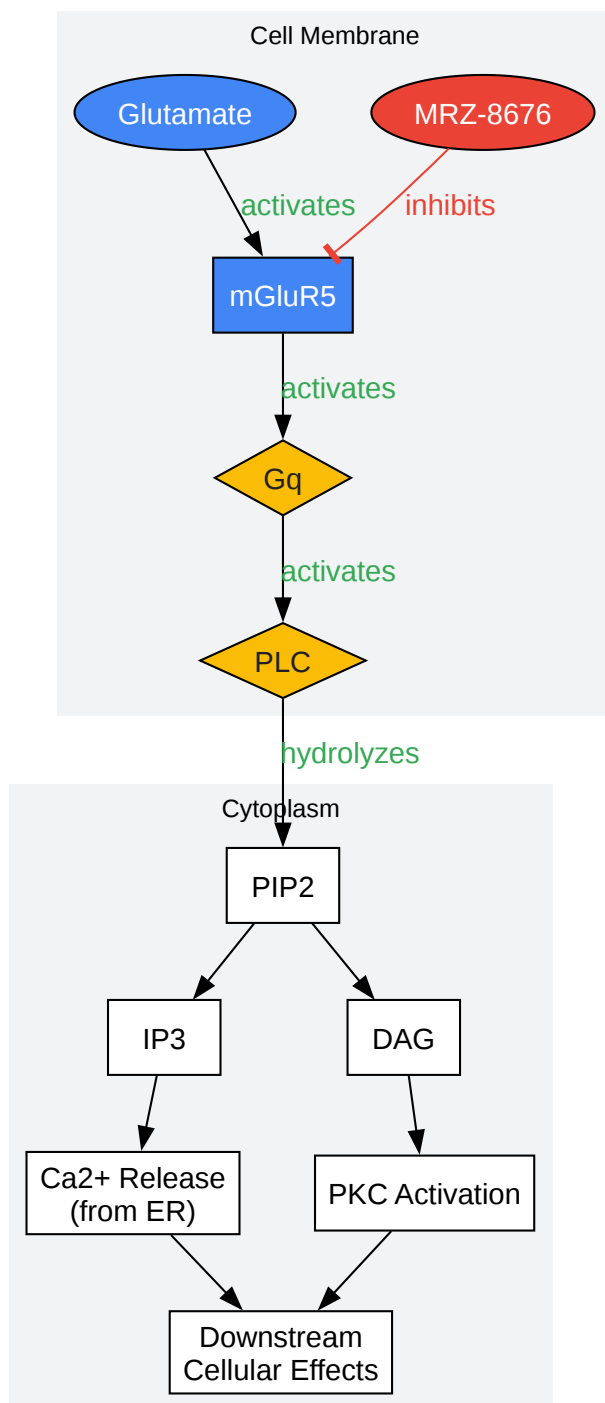 Cell Membrane
Glutamate
MRZ-8676
activates
inhibits
mGluR5
activates
Gq
activates
PLC
hydrolyzes
Cytoplasm
PIP2
IP3
DAG
Ca2+ Release
(from ER)
PKC Activation
Downstream
Cellular Effects